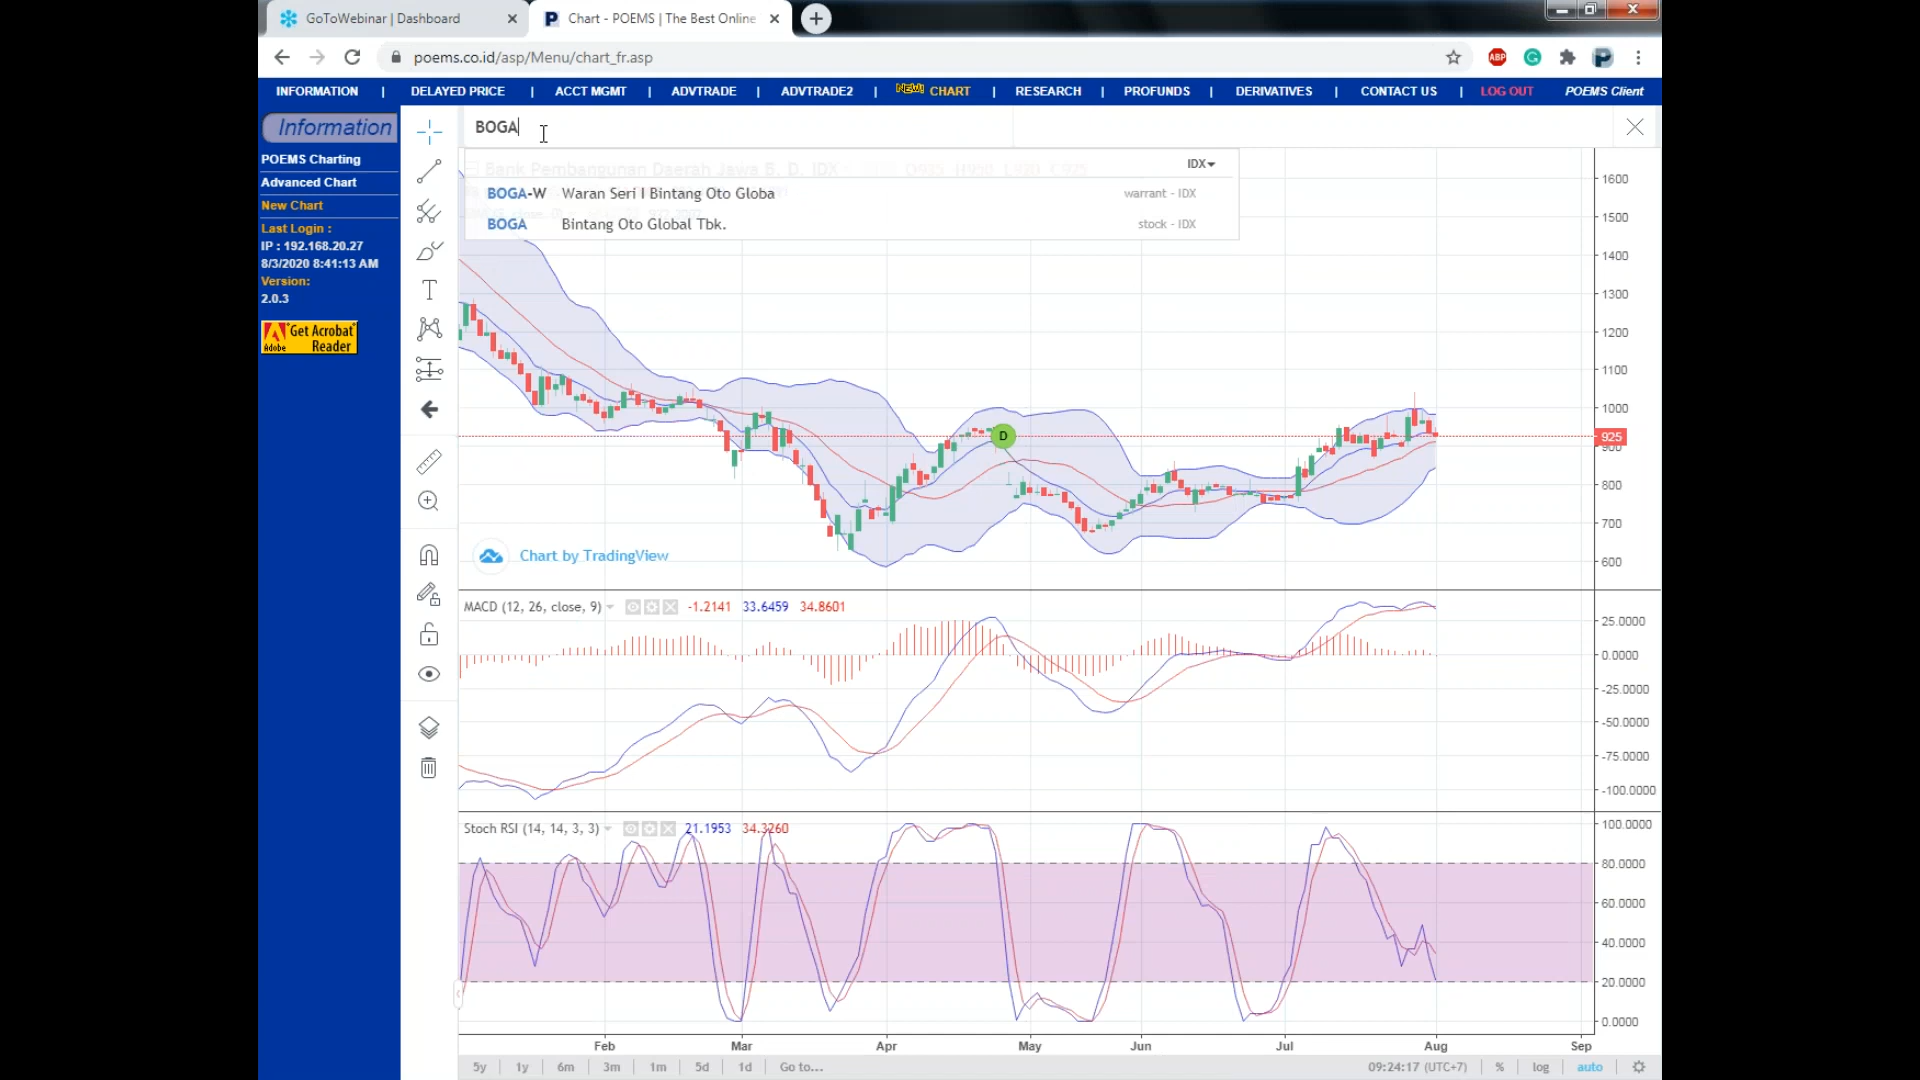 GoToWebinar | Dashboard
Chart - POEMS | The Best Online
poems.co.id/asp/Menu/chart_fr.asp
ABP
INFORMATION | DELAYED PRICE | ACCT MGMT | ADVTRADE | ADVTRADE2 | NEW! CHART | RESEARCH | PROFUNDS | DERIVATIVES | CONTACT US | LOG OUT POEMS Client
Information
POEMS Charting
Advanced Chart
New Chart
Last Login :
IP : 192.168.20.27
8/3/2020 8:41:13 AM
Version:
2.0.3
Get Acrobat
Adobe Reader
BOGA
Bank Pembangunan Daerah Jawa B, D, IDX
IDX
BOGA-W Waran Seri I Bintang Oto Globa warrant - IDX
BOGA Bintang Oto Global Tbk. stock - IDX
1600
1500
1400
1300
1200
1100
1000
925
900
800
700
600
D
Chart by TradingView
MACD (12, 26, close, 9) -1.2141 33.6459 34.8601
25.0000
0.0000
-25.0000
-50.0000
-75.0000
-100.0000
Stoch RSI (14, 14, 3, 3) 21.1953 34.3260
100.0000
80.0000
60.0000
40.0000
20.0000
0.0000
Feb Mar Apr May Jun Jul Aug Sep
5y 1y 6m 3m 1m 5d 1d Go to... 09:24:17 (UTC+7) % log auto